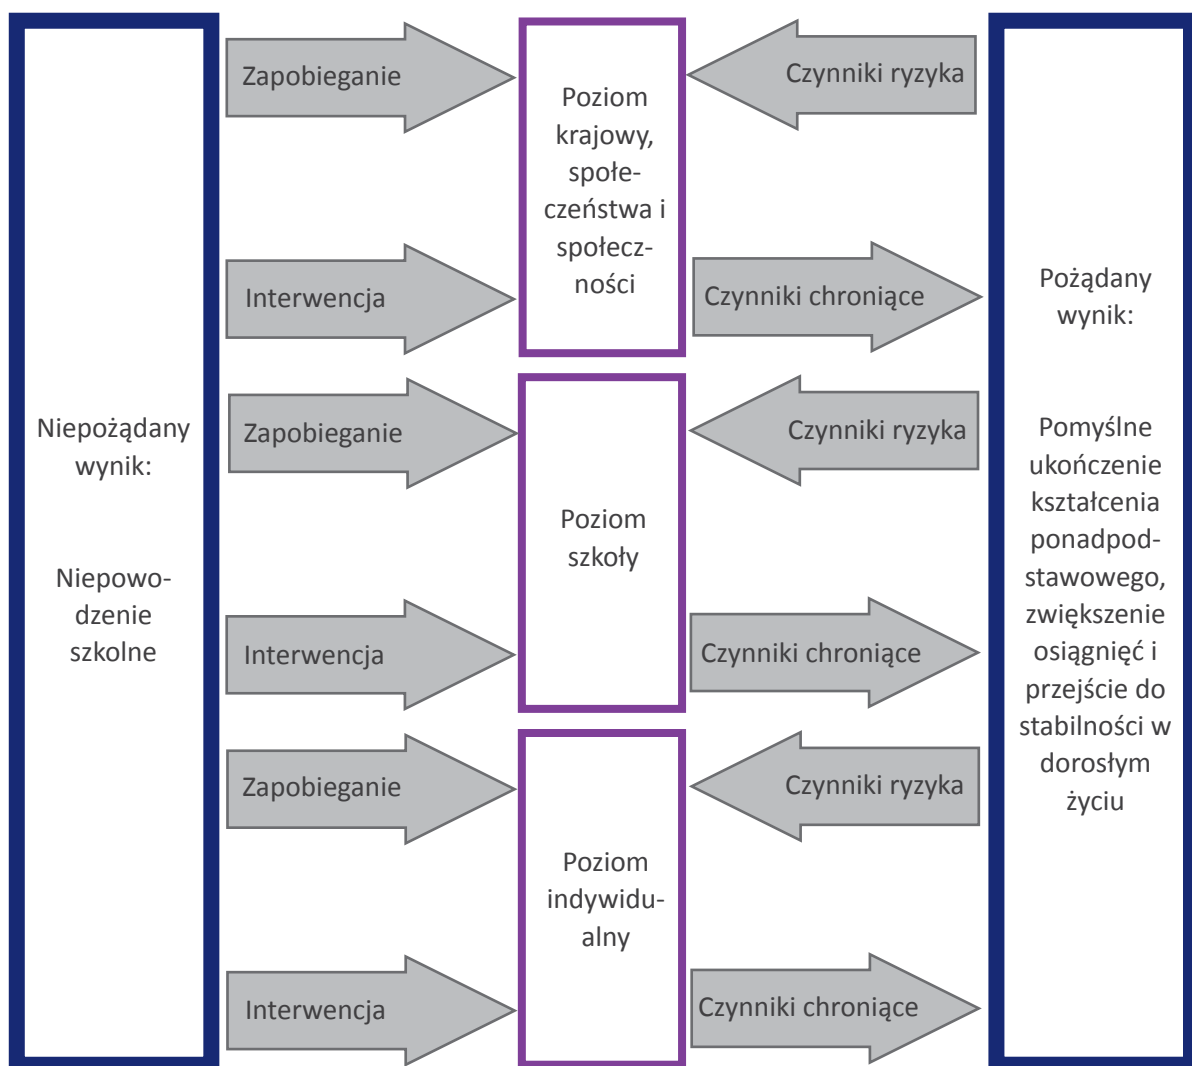 Niepożądany
wynik:
Niepowo-
dzenie
szkolne
Zapobieganie
Interwencja
Zapobieganie
Interwencja
Zapobieganie
Interwencja
Poziom
krajowy,
społe-
czeństwa i
społecz-
ności
Poziom
szkoły
Poziom
indywidu-
alny
Czynniki ryzyka
Czynniki chroniące
Czynniki ryzyka
Czynniki chroniące
Czynniki ryzyka
Czynniki chroniące
Pożądany
wynik:
Pomyślne
ukończenie
kształcenia
ponadpod-
stawowego,
zwiększenie
osiągnięć i
przejście do
stabilności w
dorosłym
życiu